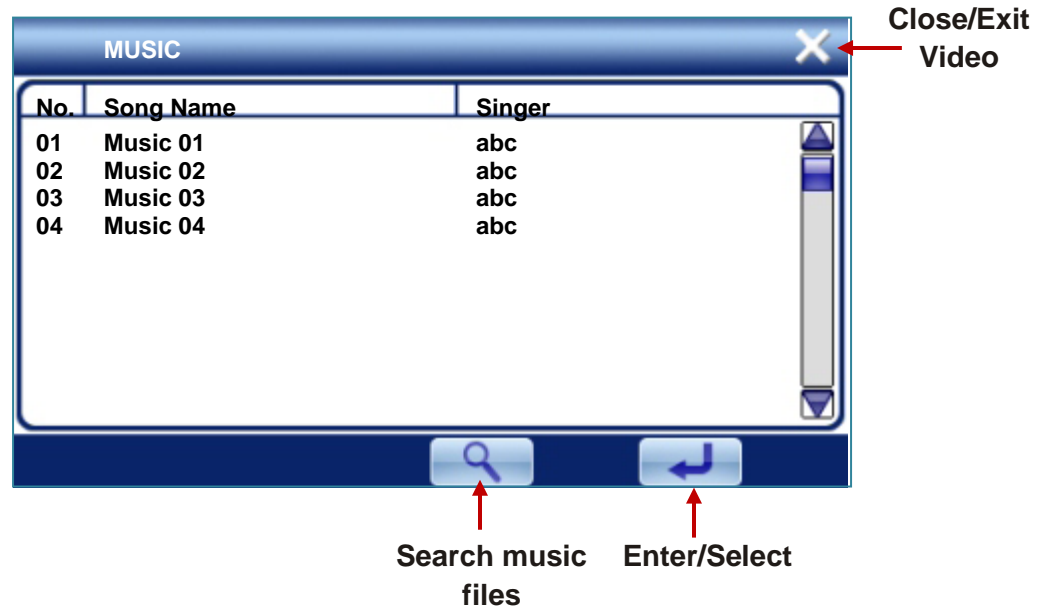 Close/Exit
Video
MUSIC
No. Song Name Singer
01 Music 01 abc
02 Music 02 abc
03 Music 03 abc
04 Music 04 abc
Search music
files
Enter/Select